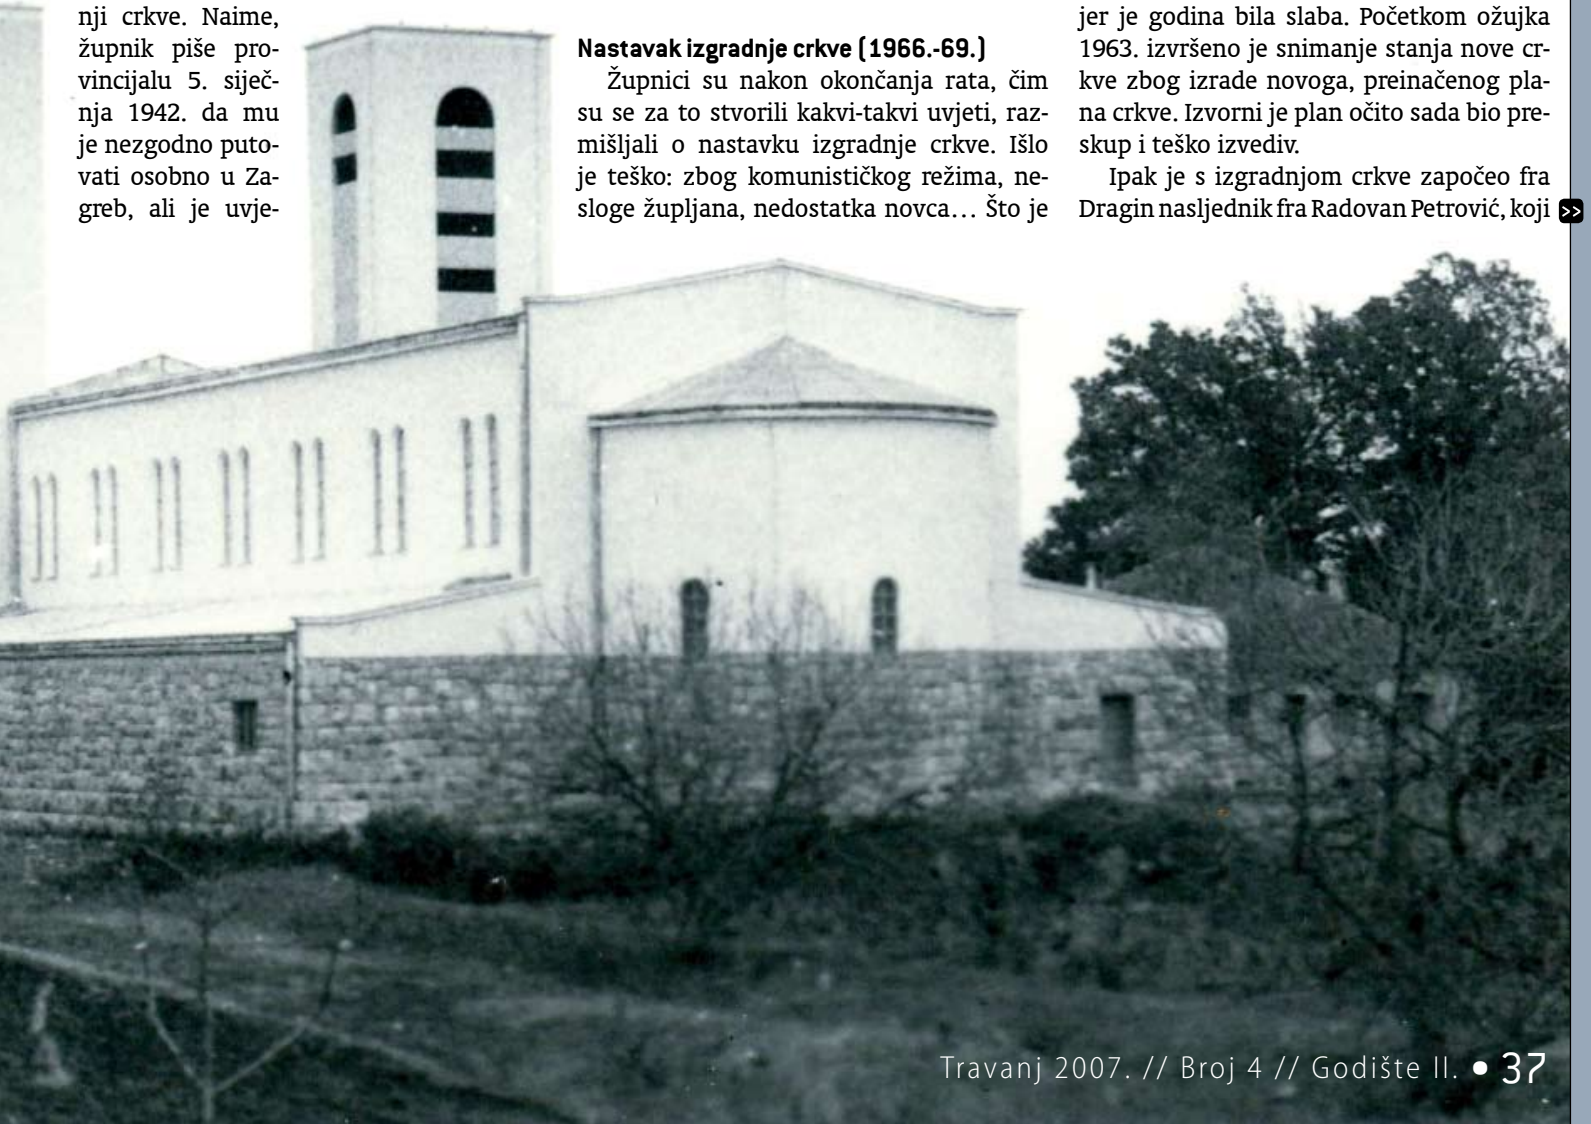 nji crkve. Naime,
župnik piše pro-
vincijalu 5. siječ-
nja 1942. da mu
je nezgodno puto-
vati osobno u Za-
greb, ali je uvje-
Nastavak izgradnje crkve (1966.-69.)
Župnici su nakon okončanja rata, čim
su se za to stvorili kakvi-takvi uvjeti, raz-
mišljali o nastavku izgradnje crkve. Išlo
je teško: zbog komunističkog režima, ne-
sloge župljana, nedostatka novca… Što je
jer je godina bila slaba. Početkom ožujka
1963. izvršeno je snimanje stanja nove cr-
kve zbog izrade novoga, preinačenog pla-
na crkve. Izvorni je plan očito sada bio pre-
skup i teško izvediv.
Ipak je s izgradnjom crkve započeo fra
Dragin nasljednik fra Radovan Petrović, koji >>
Travanj 2007. // Broj 4 // Godište II. • 37